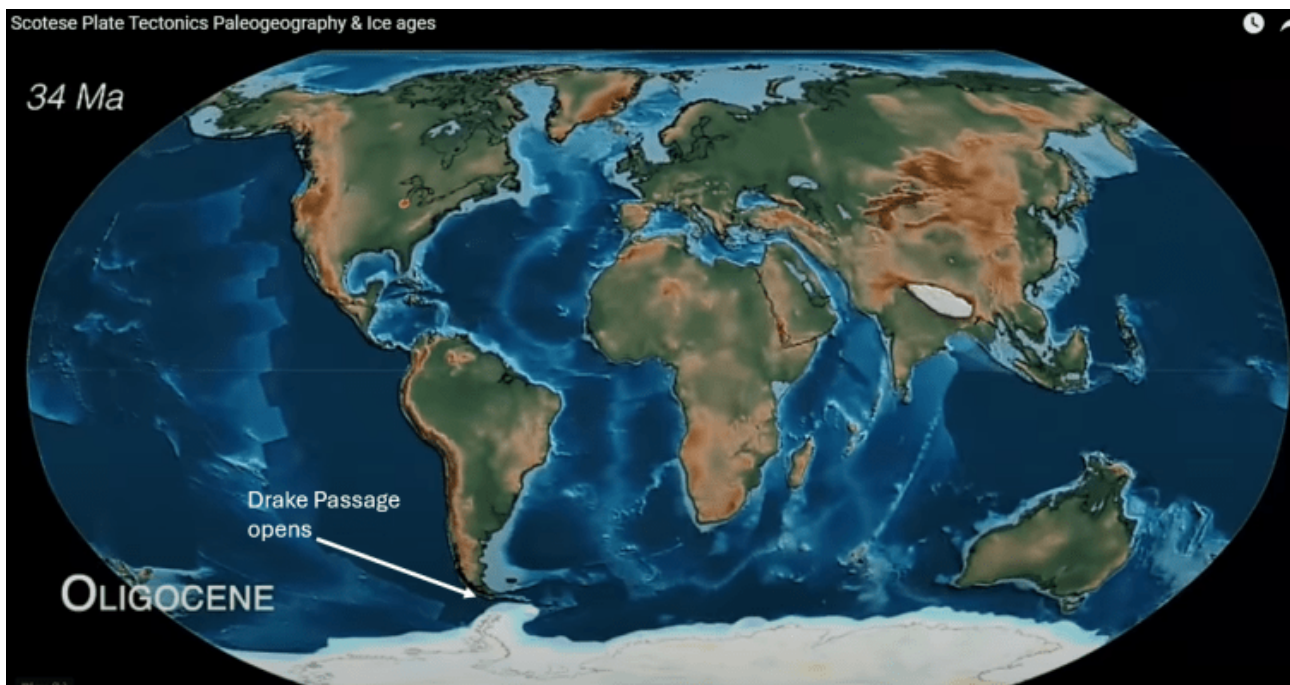 Scotese Plate Tectonics Paleogeography & Ice ages
34 Ma
Drake Passage
opens
OLIGOCENE